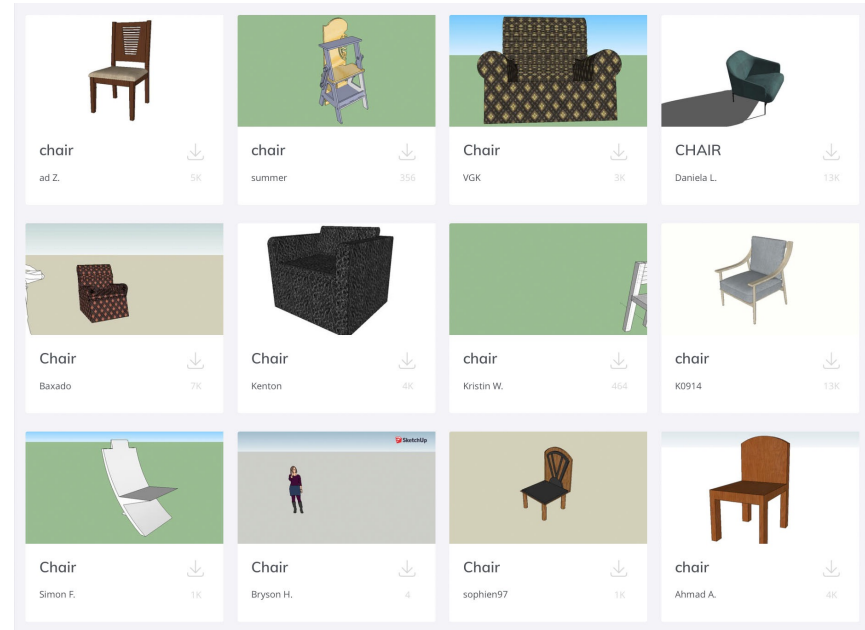 chair
ad Z. 5K
chair
summer 356
Chair
VGK 3K
CHAIR
Daniela L. 13K
Chair
Baxado 7K
Chair
Kenton 4K
chair
Kristin W. 464
chair
K0914 13K
SketchUp
Chair
Simon F. 1K
Chair
Bryson H. 4
Chair
sophien97 1K
chair
Ahmad A. 4K